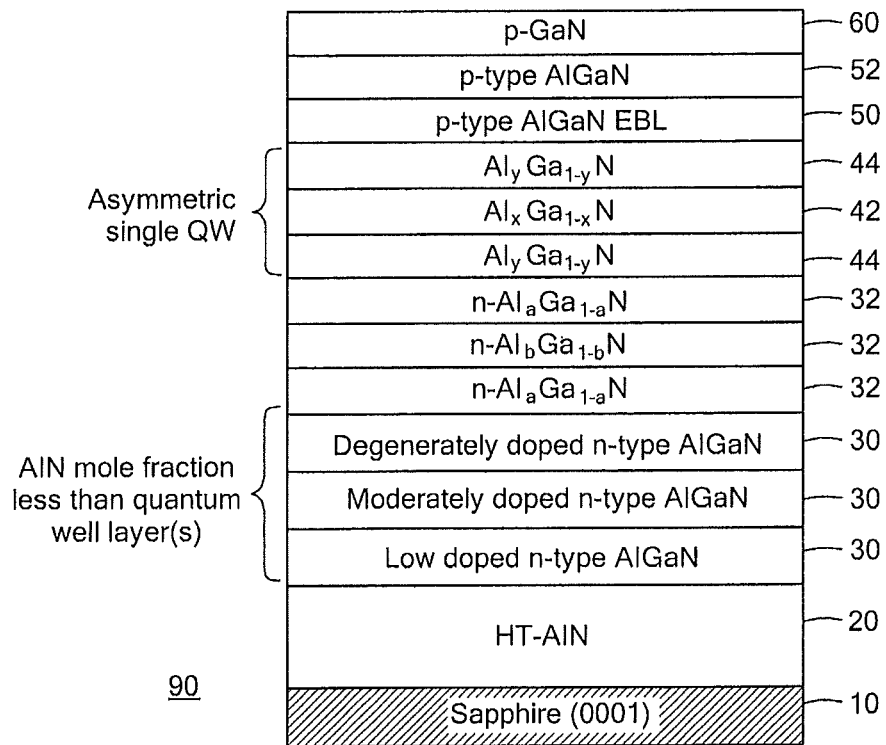 p-GaN 60
p-type AlGaN 52
p-type AlGaN EBL 50
Asymmetric
single QW
AlyGa1-yN 44
AlxGa1-xN 42
AlyGa1-yN 44
n-AlaGa1-aN 32
n-AlbGa1-bN 32
n-AlaGa1-aN 32
AlN mole fraction
less than quantum
well layer(s)
Degenerately doped n-type AlGaN 30
Moderately doped n-type AlGaN 30
Low doped n-type AlGaN 30
HT-AlN 20
90
Sapphire (0001) 10